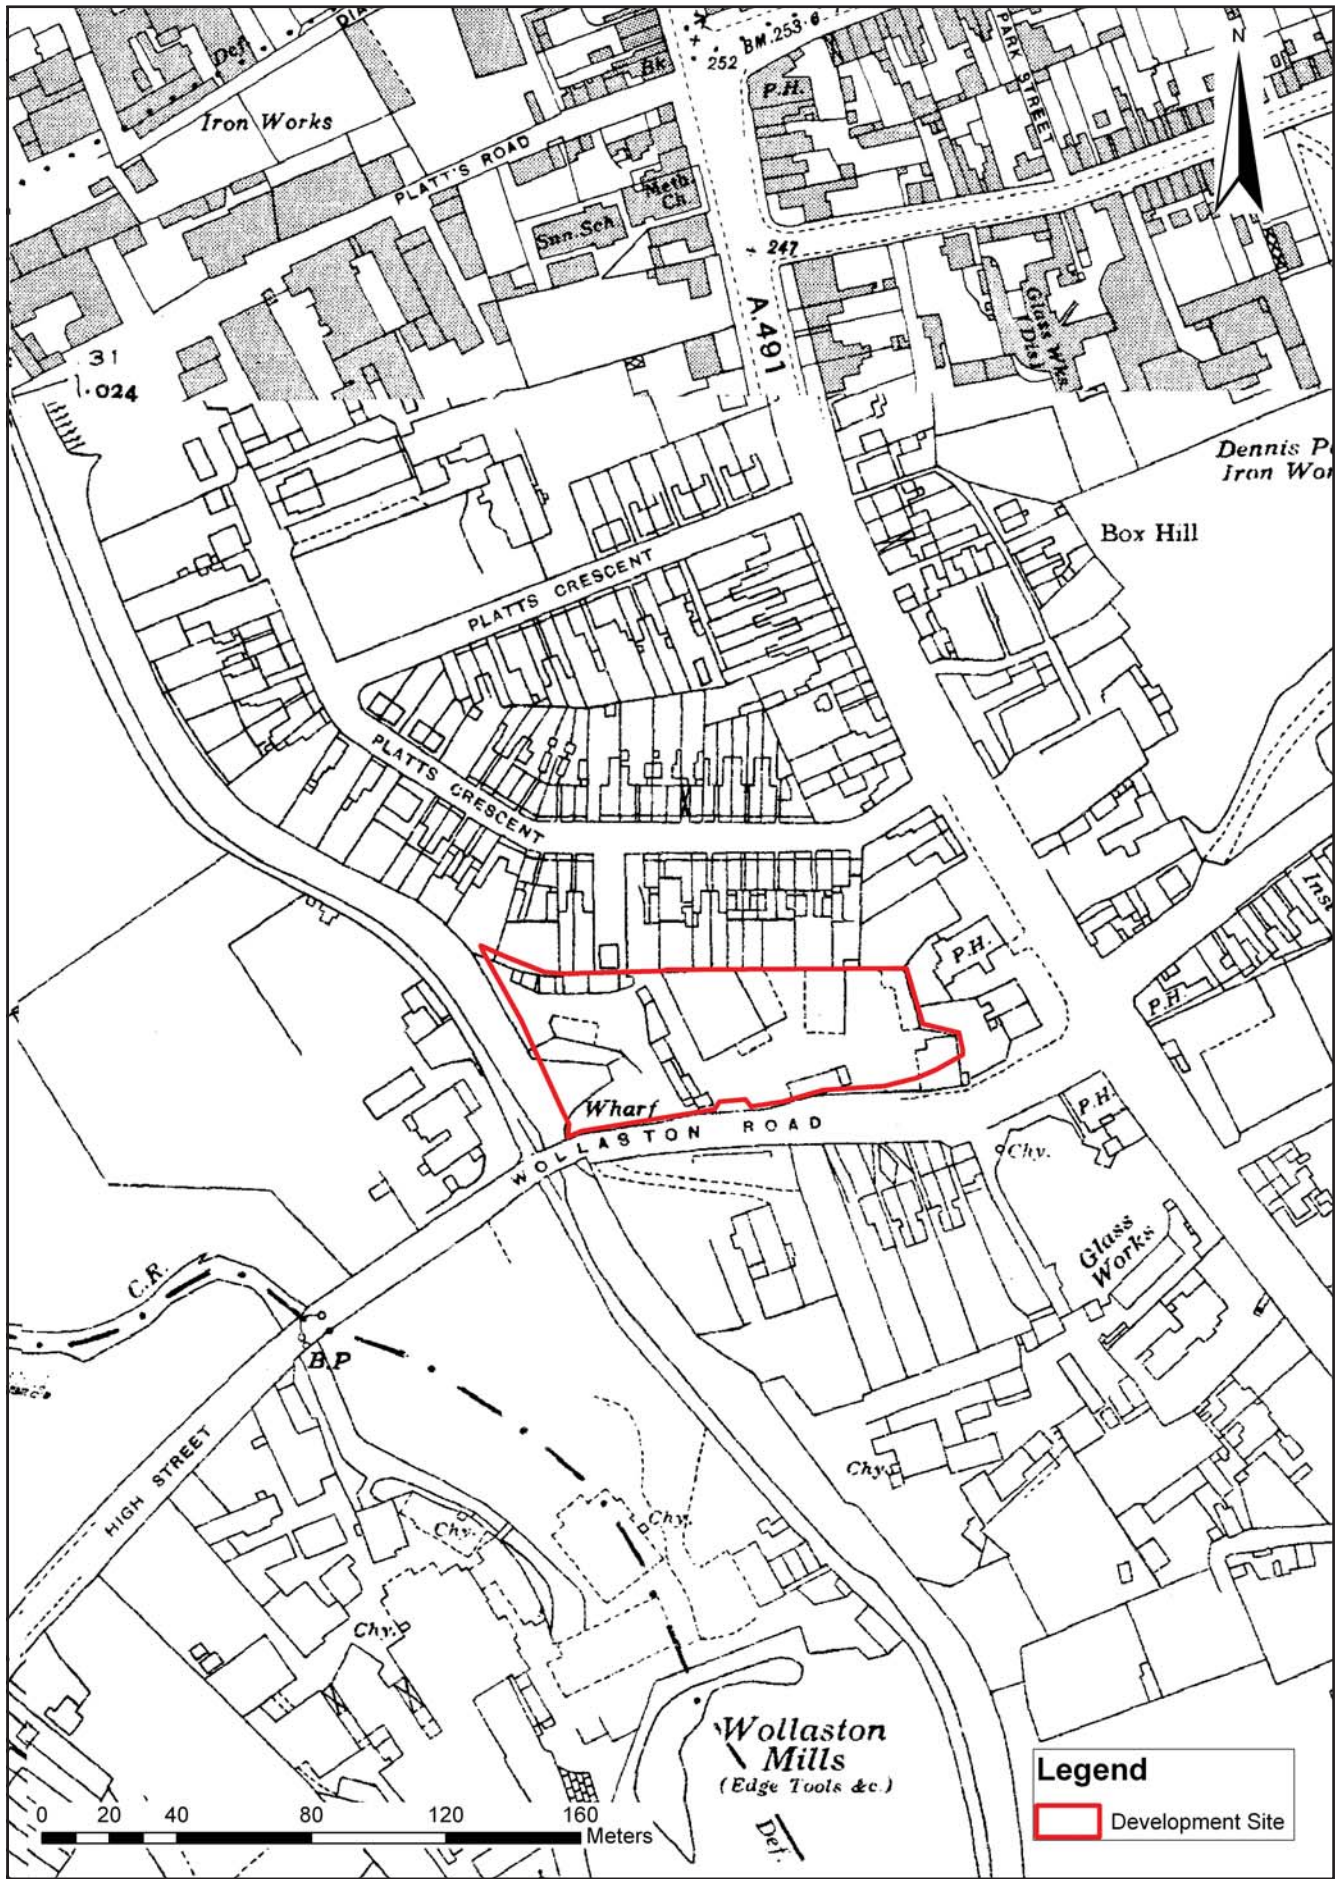 DIA
Def.
Iron Works
PLATT'S ROAD
Bk
BM.253·6
252
P.H.
PARK STREET
N
Meth.
Ch.
Sun. Sch.
247
A 491
Glass Wks.
(Dis.)
31
·024
Dennis P
Iron Wor
Box Hill
PLATTS CRESCENT
PLATTS CRESCENT
Inst
P.H.
P.H.
Wharf
WOLLASTON ROAD
P.H.
Chy.
Glass
Works
C.R.
B.P
HIGH STREET
Chy.
Chy.
Chy.
Chy.
Wollaston
Mills
(Edge Tools &c.)
Def.
Legend
Development Site
0 20 40 80 120 160
Meters